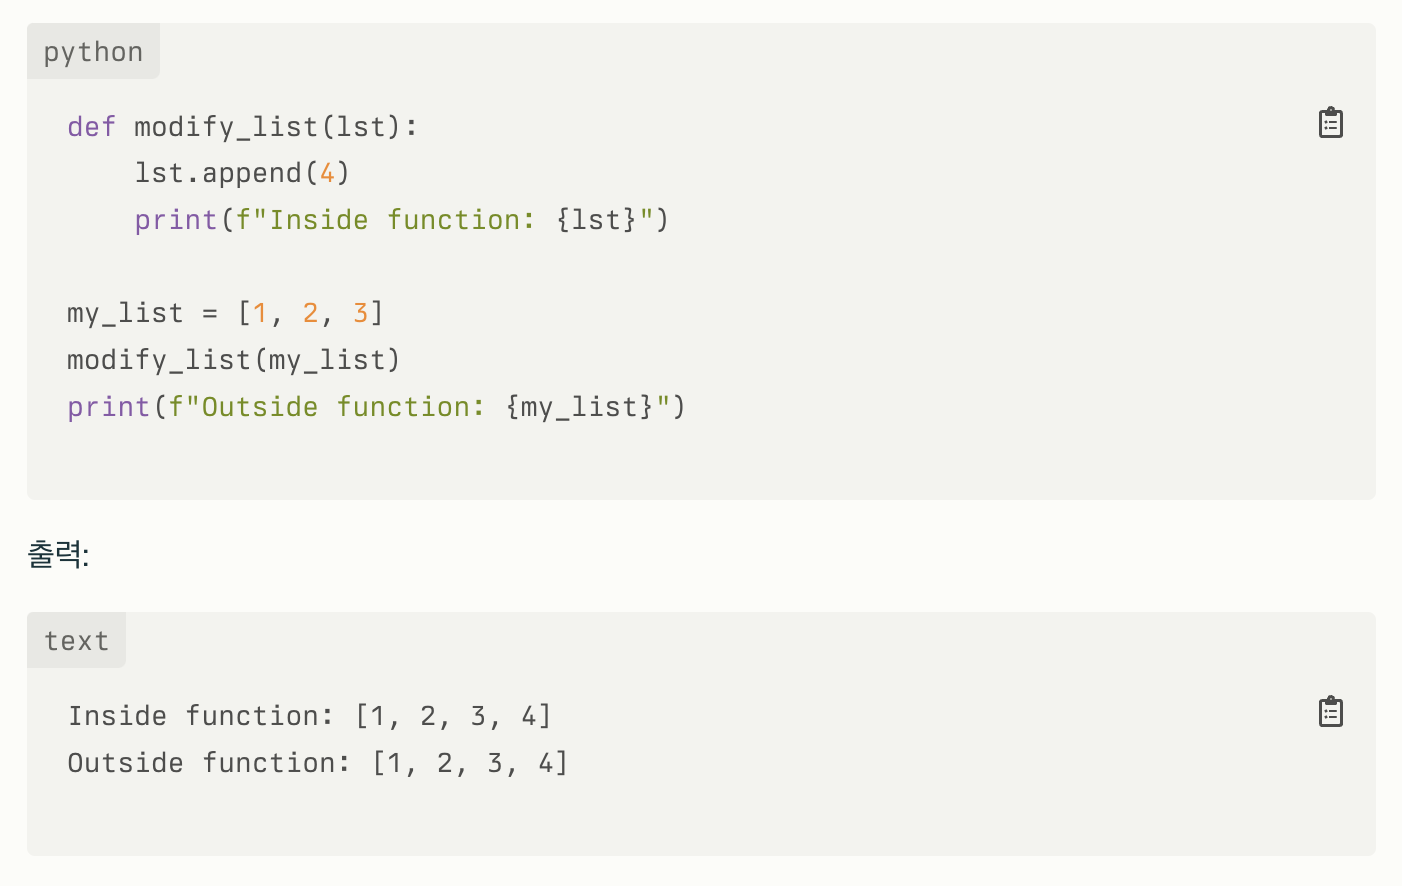 python
def modify_list(lst):
    lst.append(4)
    print(f"Inside function: {lst}")
my_list = [1, 2, 3]
modify_list(my_list)
print(f"Outside function: {my_list}")
출력:
text
Inside function: [1, 2, 3, 4]
Outside function: [1, 2, 3, 4]